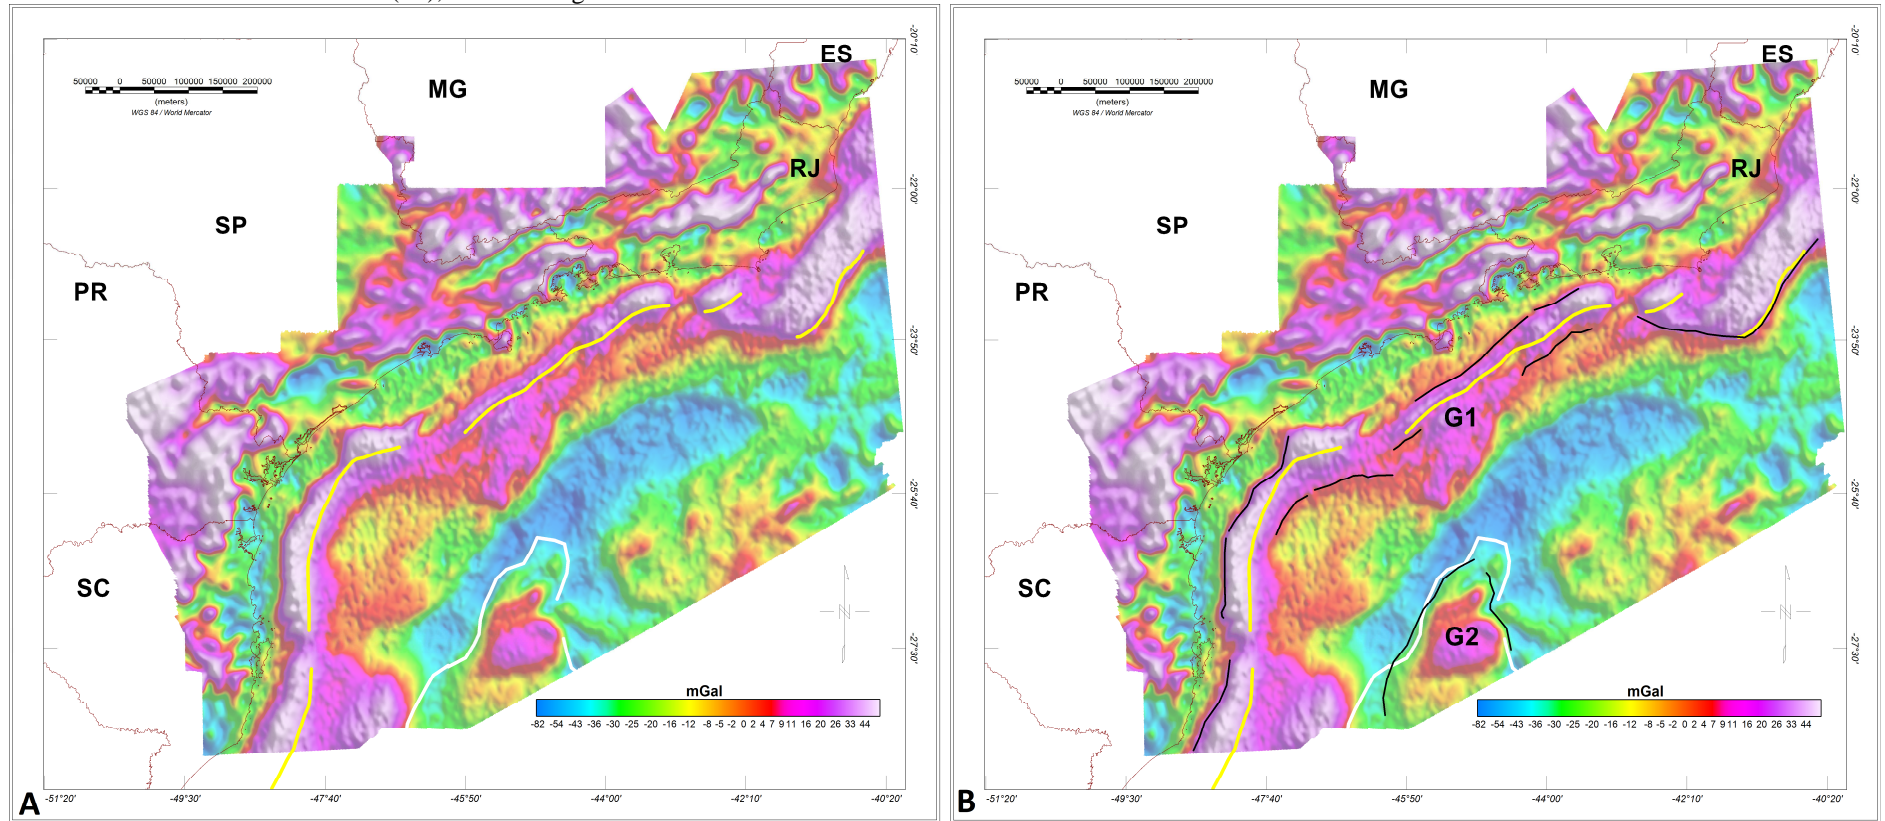 ES
MG
50000 0 50000 100000 150000 200000
(meters)
WGS 84 / World Mercator
RJ
SP
PR
SC
mGal
-82 -54 -43 -36 -30 -25 -20 -16 -12 -8 -5 -2 0 2 4 7 9 11 16 20 26 33 44
-20°10'
-22°00'
-23°50'
-25°40'
-27°30'
N
A
-51°20' -49°30' -47°40' -45°50' -44°00' -42°10' -40°20'
ES
MG
50000 0 50000 100000 150000 200000
(meters)
WGS 84 / World Mercator
RJ
SP
PR
G1
SC
G2
mGal
-82 -54 -43 -36 -30 -25 -20 -16 -12 -8 -5 -2 0 2 4 7 9 11 16 20 26 33 44
-20°10'
-22°00'
-23°50'
-25°40'
-27°30'
N
B
-51°20' -49°30' -47°40' -45°50' -44°00' -42°10' -40°20'